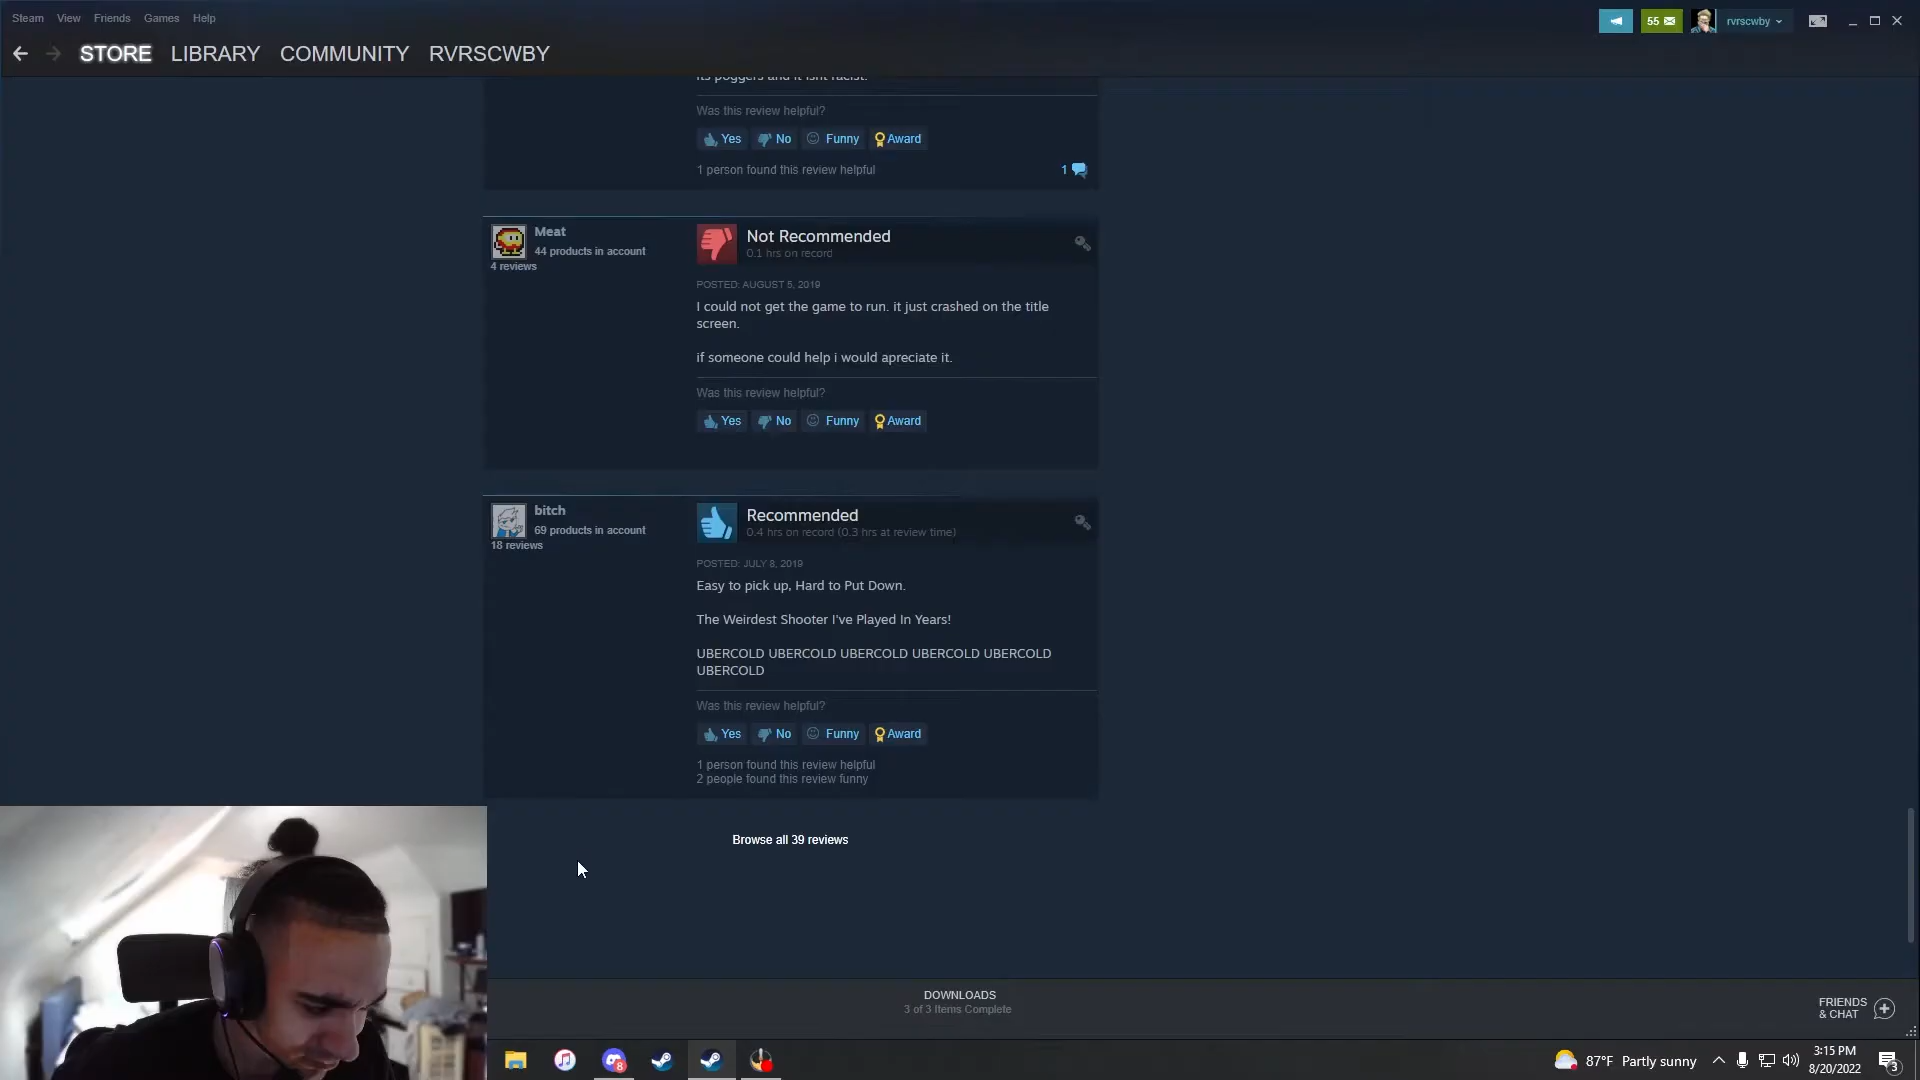 Steam View Friends Games Help
55 rvrscwby
STORE LIBRARY COMMUNITY RVRSCWBY
its poggers and it isnt racist.
Was this review helpful?
Yes No Funny Award
1 person found this review helpful 1
Meat
44 products in account
4 reviews
Not Recommended
0.1 hrs on record
POSTED: AUGUST 5, 2019
I could not get the game to run. it just crashed on the title
screen.
if someone could help i would apreciate it.
Was this review helpful?
Yes No Funny Award
bitch
69 products in account
18 reviews
Recommended
0.4 hrs on record (0.3 hrs at review time)
POSTED: JULY 8, 2019
Easy to pick up, Hard to Put Down.
The Weirdest Shooter I've Played In Years!
UBERCOLD UBERCOLD UBERCOLD UBERCOLD UBERCOLD
UBERCOLD
Was this review helpful?
Yes No Funny Award
1 person found this review helpful
2 people found this review funny
Browse all 39 reviews
DOWNLOADS
3 of 3 Items Complete
FRIENDS
& CHAT
8
87°F Partly sunny
3:15 PM
8/20/2022
3